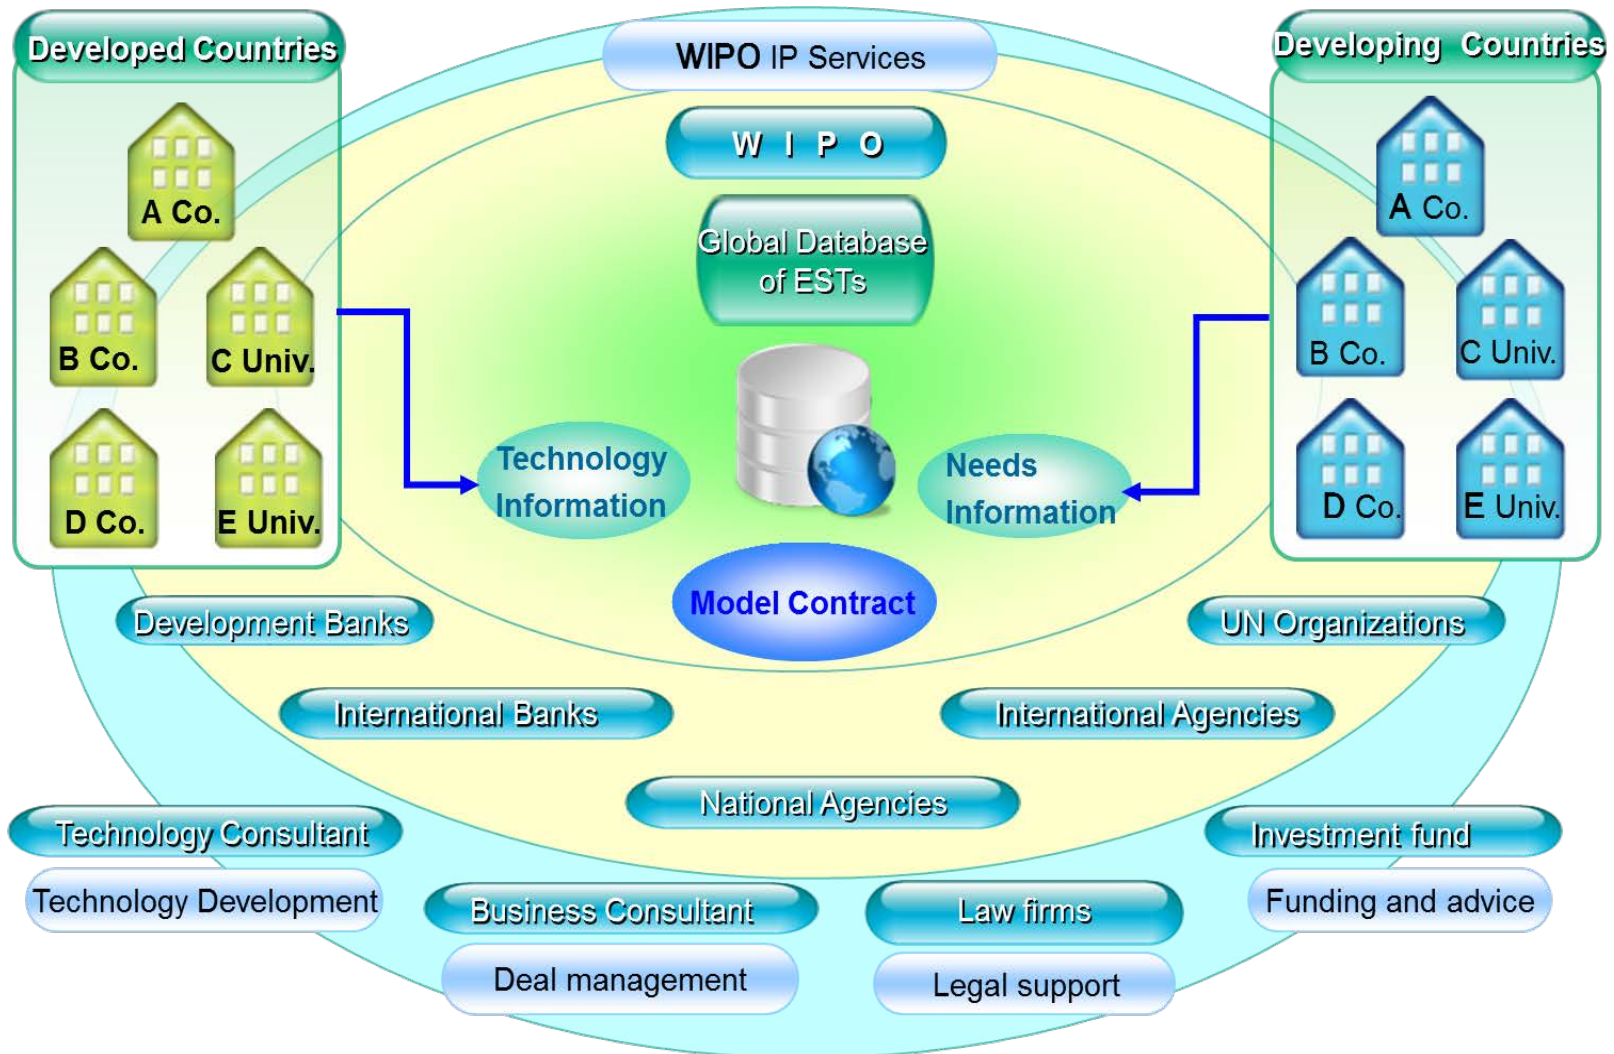 Developed Countries
WIPO IP Services
Developing Countries
W I P O
A Co.
A Co.
Global Database
of ESTs
B Co.
C Univ.
B Co.
C Univ.
Technology
Information
Needs
Information
D Co.
E Univ.
D Co.
E Univ.
Model Contract
Development Banks
UN Organizations
International Banks
International Agencies
National Agencies
Technology Consultant
Investment fund
Technology Development
Business Consultant
Law firms
Funding and advice
Deal management
Legal support